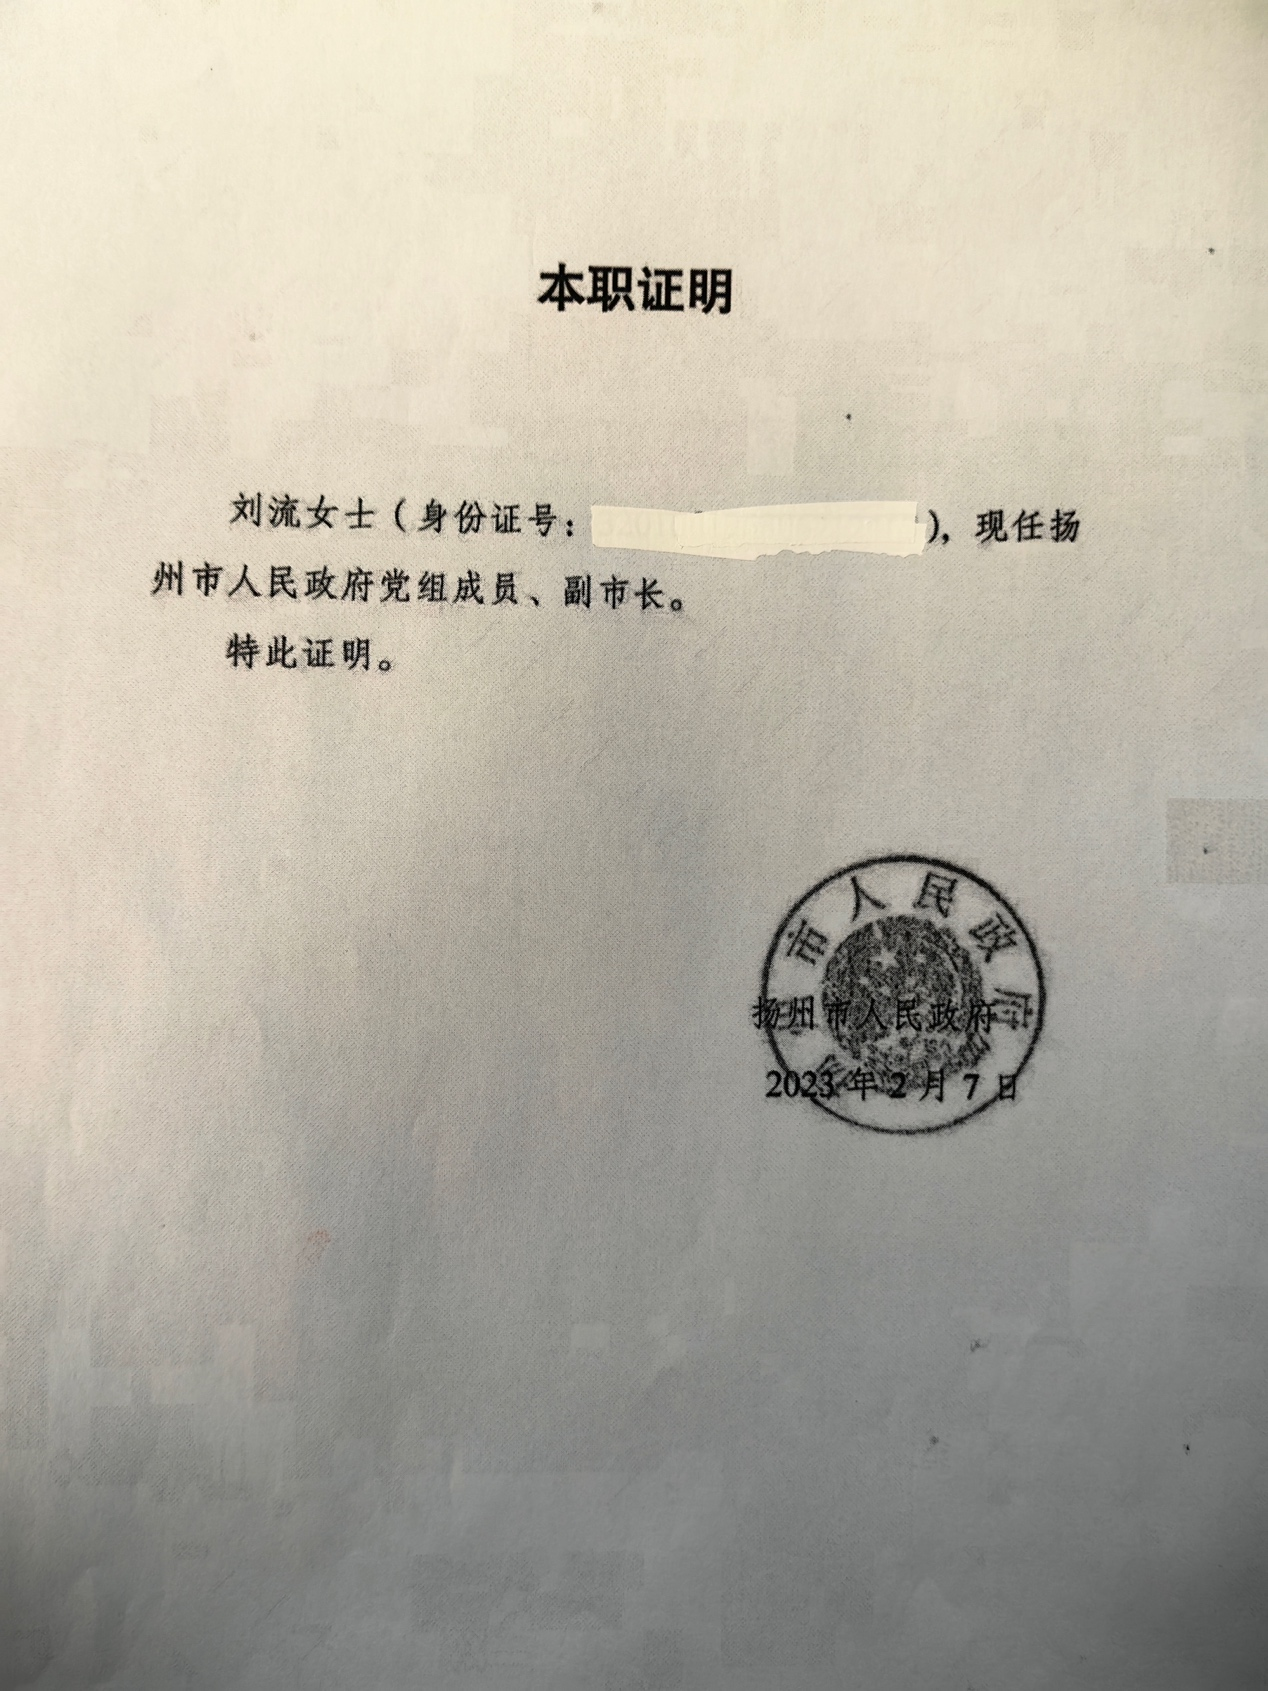 本职证明
刘流女士（身份证号：），现任扬
州市人民政府党组成员、副市长。
特此证明。
市人民政府
扬州市人民政府
2023年2月7日